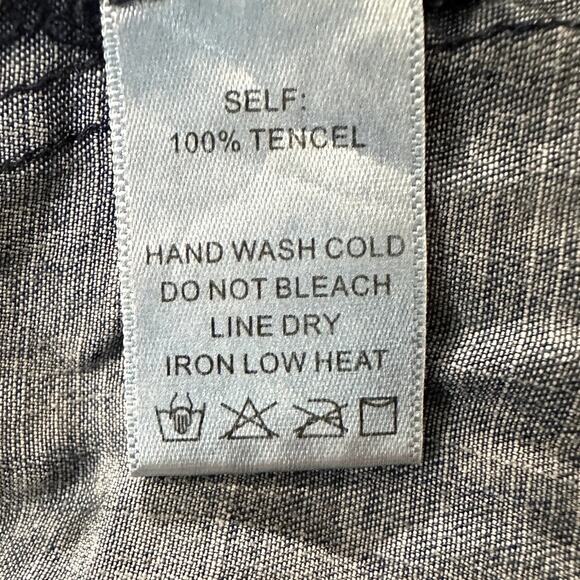 SELF:
100% TENCEL
HAND WASH COLD
DO NOT BLEACH
LINE DRY
IRON LOW HEAT